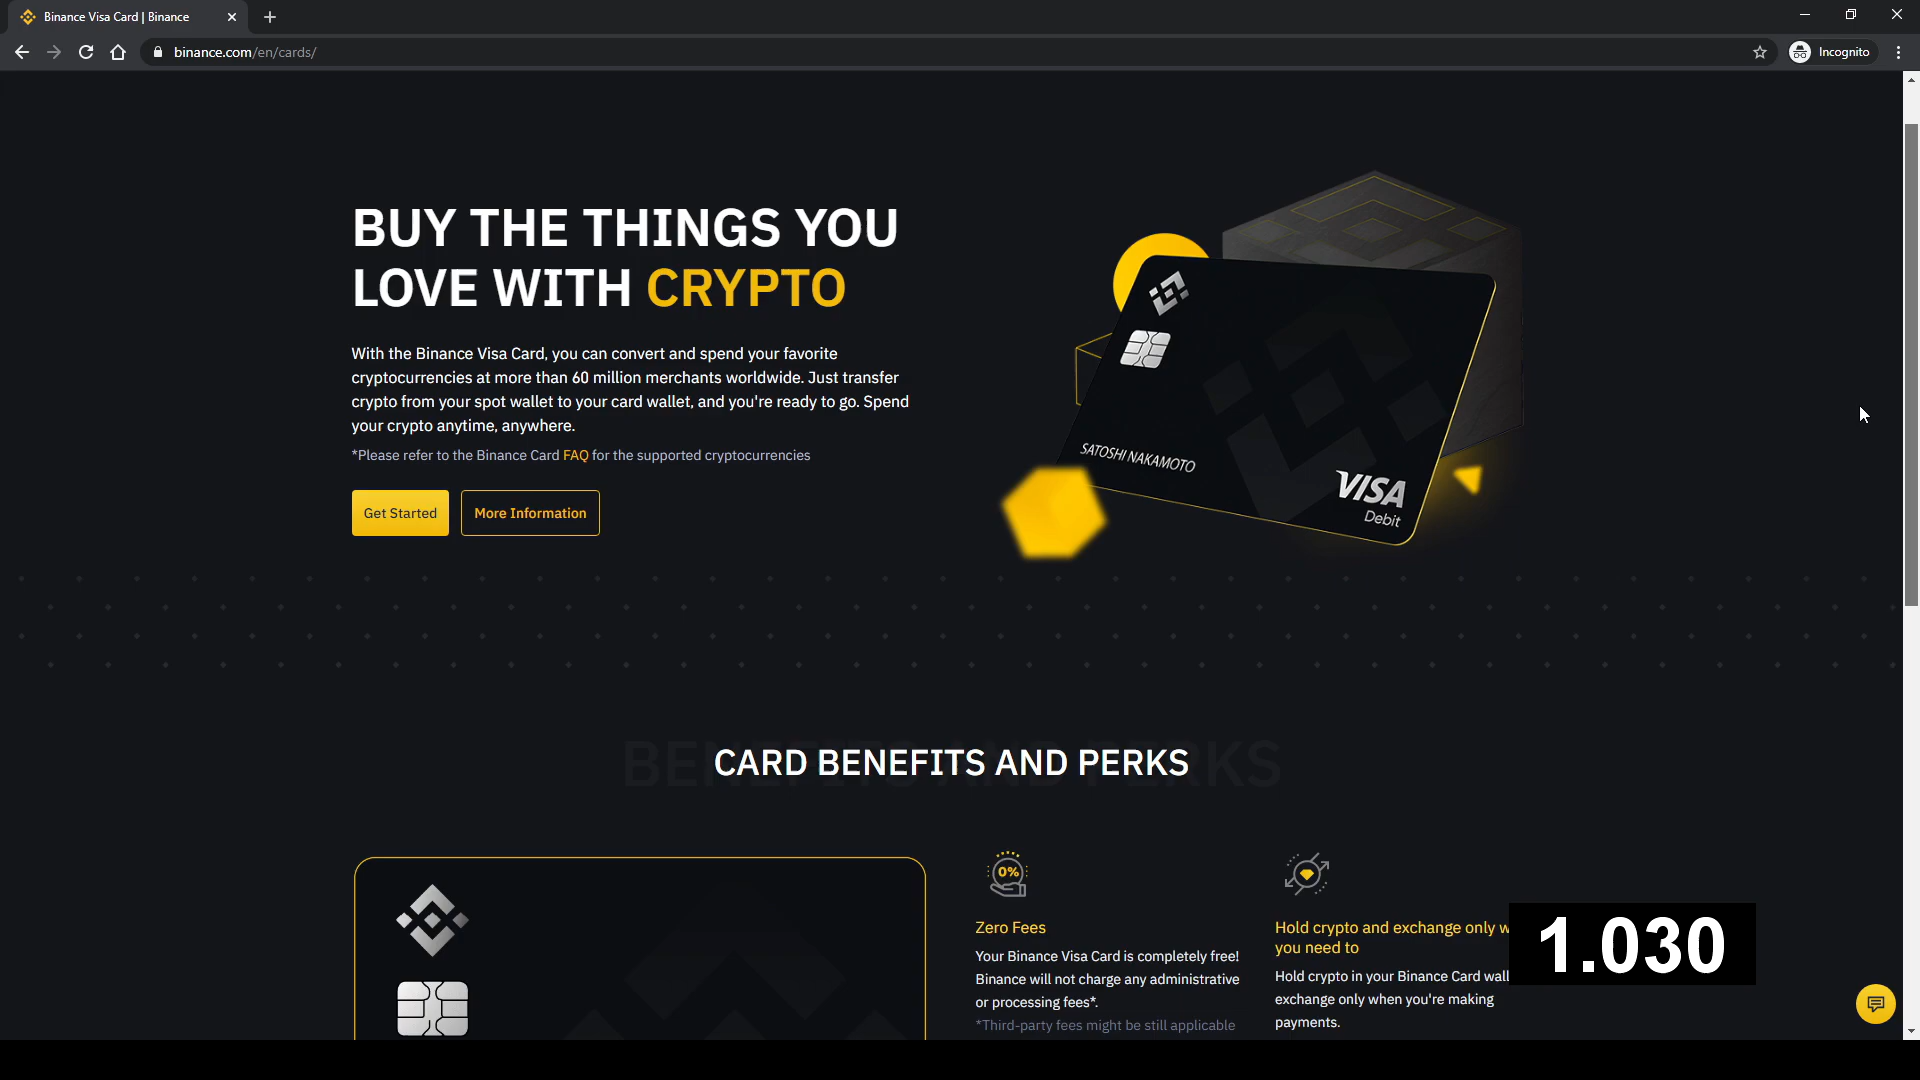 Binance Visa Card | Binance
binance.com/en/cards/
Incognito
BUY THE THINGS YOU
LOVE WITH CRYPTO
With the Binance Visa Card, you can convert and spend your favorite
cryptocurrencies at more than 60 million merchants worldwide. Just transfer
crypto from your spot wallet to your card wallet, and you're ready to go. Spend
your crypto anytime, anywhere.
*Please refer to the Binance Card FAQ for the supported cryptocurrencies
Get Started
More Information
SATOSHI NAKAMOTO
VISA
Debit
BENEFITS AND PERKS
CARD BENEFITS AND PERKS
0%
Zero Fees
Your Binance Visa Card is completely free!
Binance will not charge any administrative
or processing fees*.
*Third-party fees might be still applicable
Hold crypto and exchange only
you need to
Hold crypto in your Binance Card
exchange only when you're making
payments.
1.030